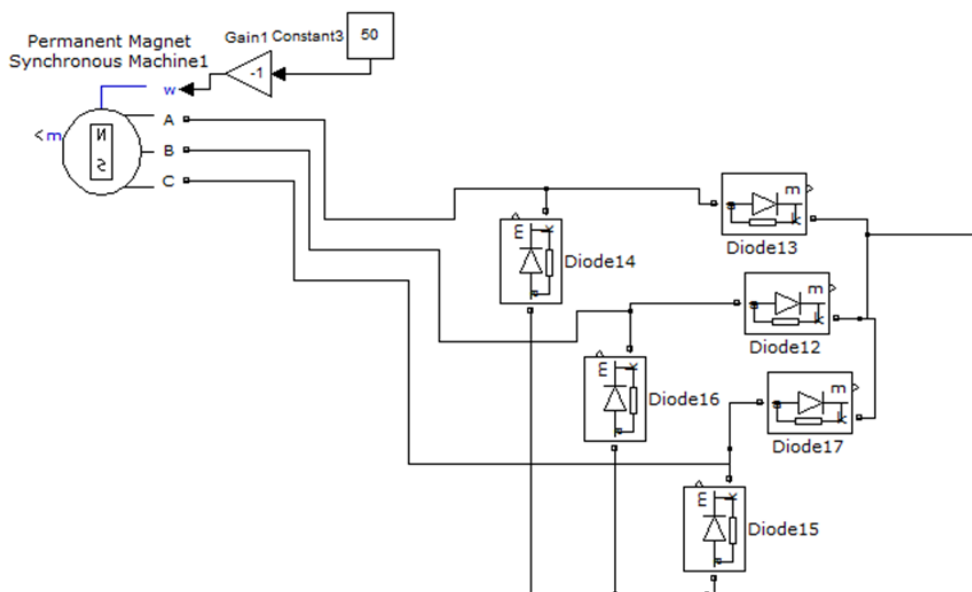 Permanent Magnet
Synchronous Machine1
Gain1
Constant3
50
-1
w
<m
N
S
A
B
C
m
a
k
Diode13
m
k
a
Diode14
m
a
k
Diode12
m
k
a
Diode16
m
a
k
Diode17
m
k
a
Diode15